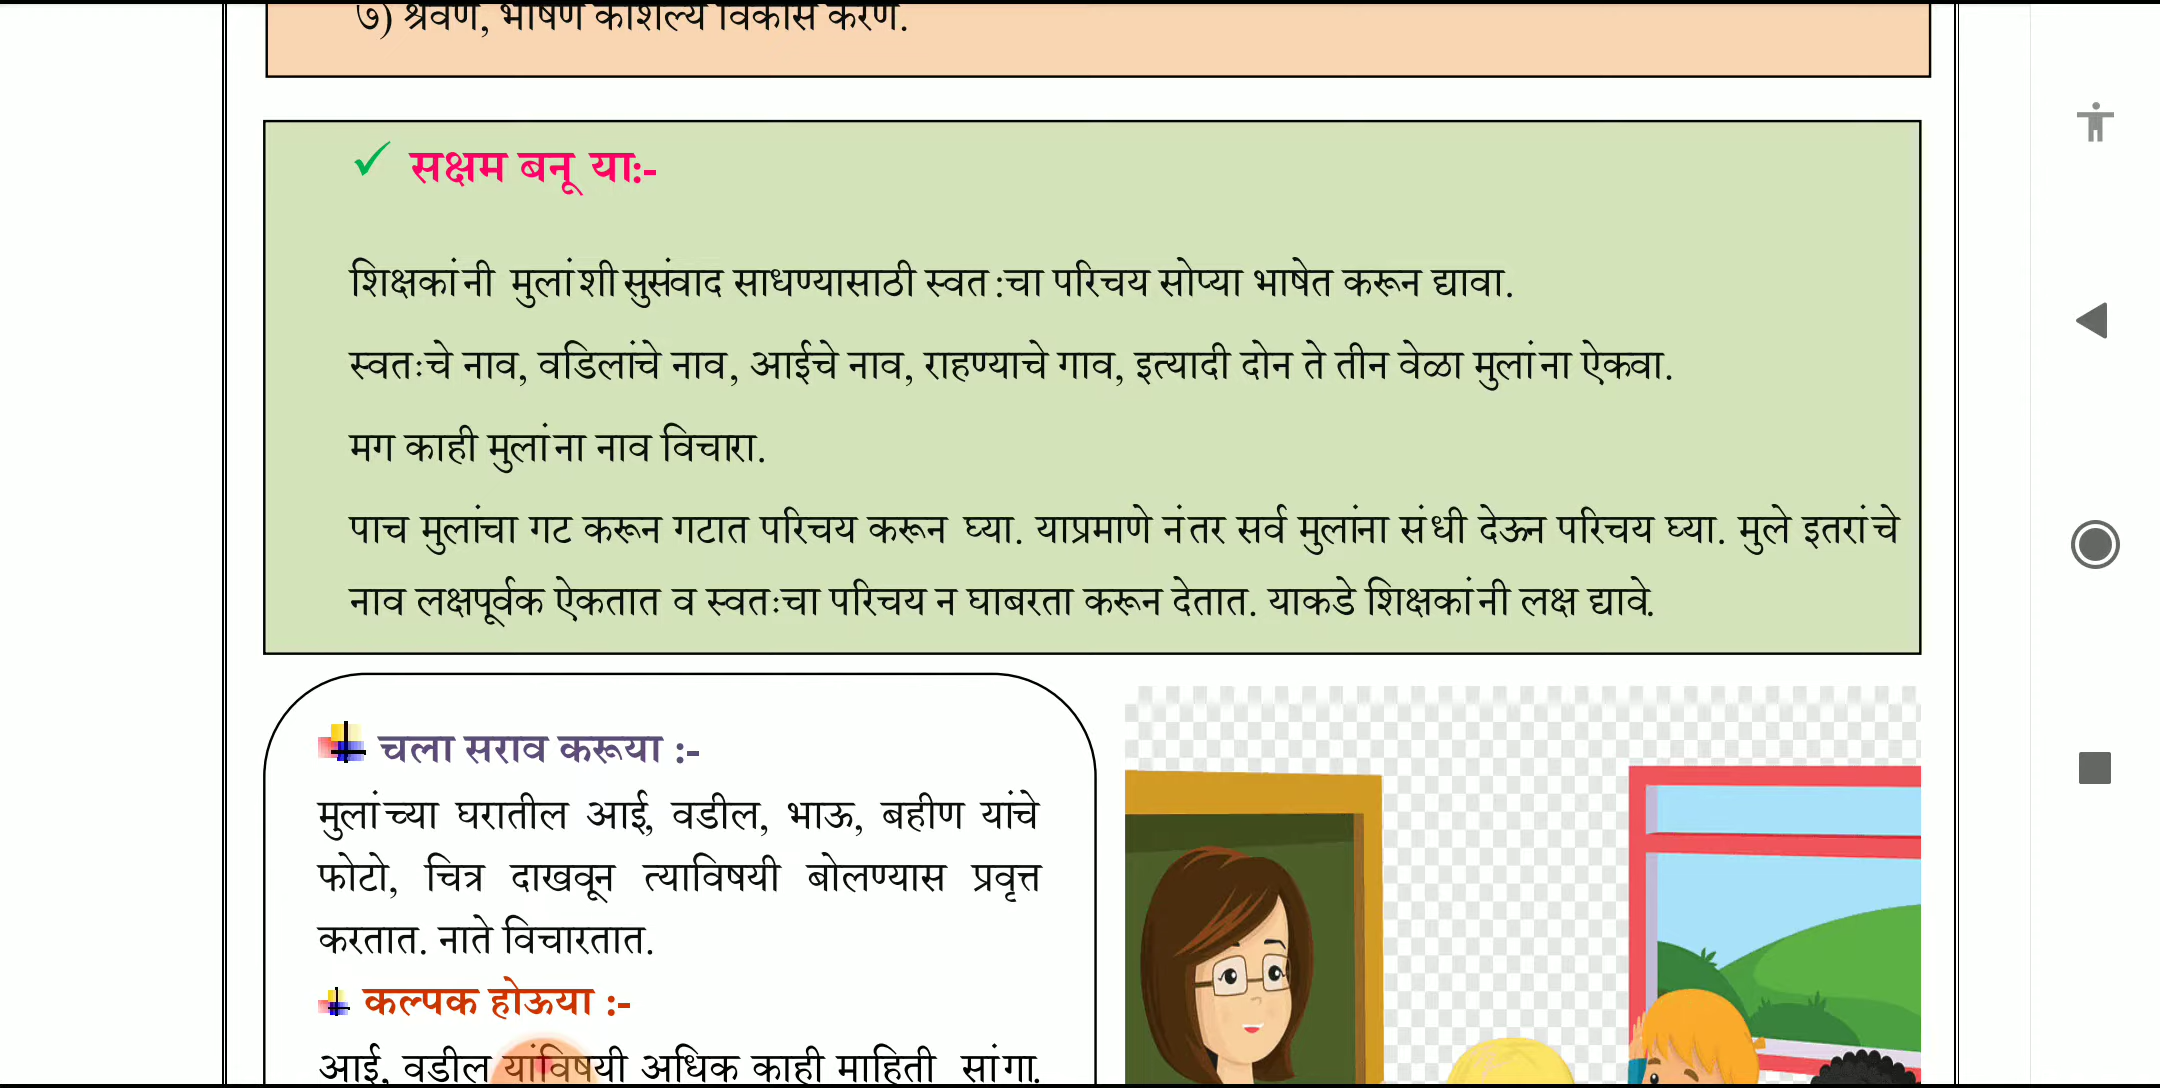 ७) श्रवण, भाषण कौशल्य विकास करणे.
सक्षम बनू या:-
शिक्षकांनी मुलांशी सुसंवाद साधण्यासाठी स्वत:चा परिचय सोप्या भाषेत करून द्यावा.
स्वतःचे नाव, वडिलांचे नाव, आईचे नाव, राहण्याचे गाव, इत्यादी दोन ते तीन वेळा मुलांना ऐकवा.
मग काही मुलांना नाव विचारा.
पाच मुलांचा गट करून गटात परिचय करून घ्या. याप्रमाणे नंतर सर्व मुलांना संधी देऊन परिचय घ्या. मुले इतरांचे
नाव लक्षपूर्वक ऐकतात व स्वतःचा परिचय न घाबरता करून देतात. याकडे शिक्षकांनी लक्ष द्यावे.
चला सराव करूया :-
मुलांच्या घरातील आई, वडील, भाऊ, बहीण यांचे
फोटो, चित्र दाखवून त्याविषयी बोलण्यास प्रवृत्त
करतात. नाते विचारतात.
कल्पक होऊया :-
आई, वडील यांविषयी अधिक काही माहिती सांगा.